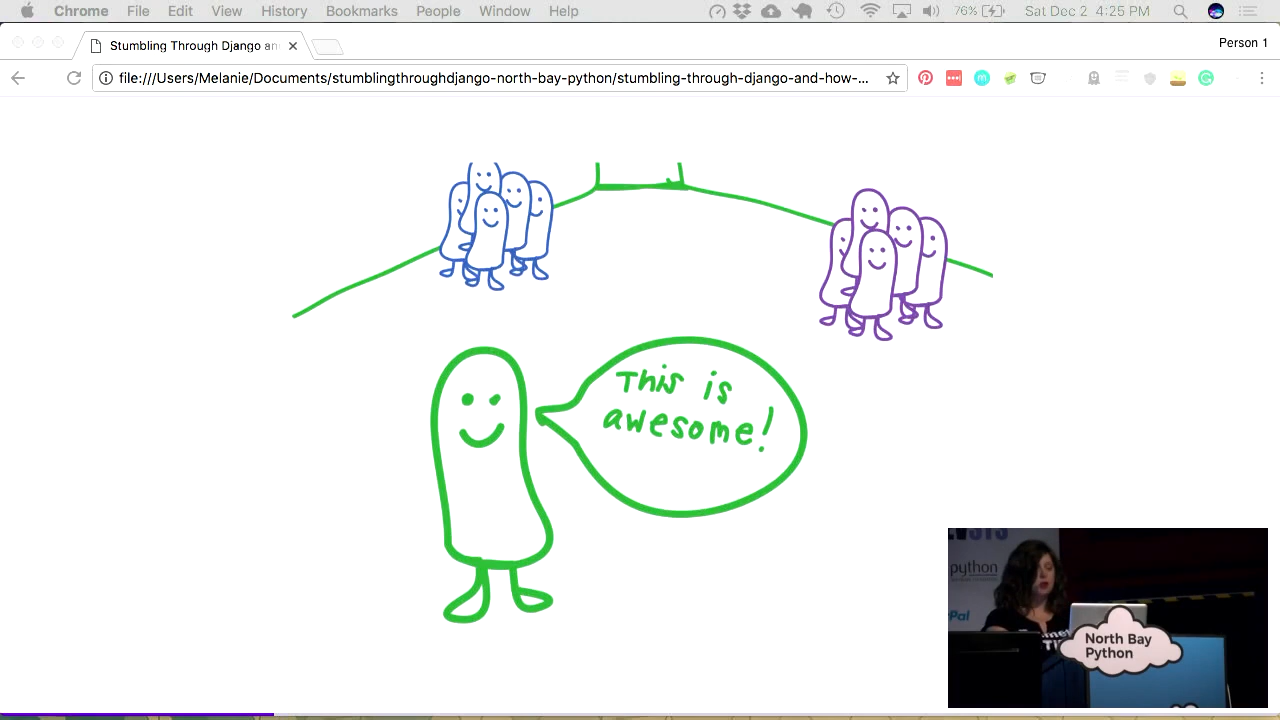 Chrome File Edit View History Bookmarks People Window Help 76% Sat Dec 2 4:25 PM
Stumbling Through Django an
Person 1
file:///Users/Melanie/Documents/stumblingthroughdjango-north-bay-python/stumbling-through-django-and-how-...
This is
awesome!
python
North Bay
Python